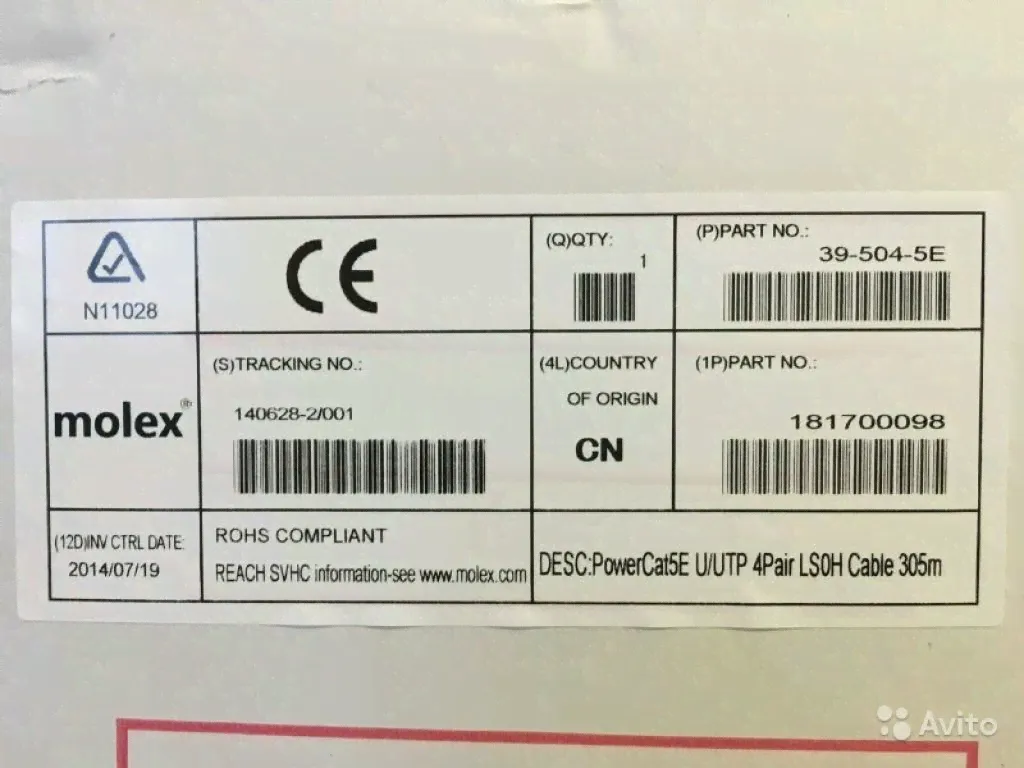 N11028
CE
(Q)QTY:
1
(P)PART NO.:
39-504-5E
molex®
(S)TRACKING NO.:
140628-2/001
(4L)COUNTRY
OF ORIGIN
CN
(1P)PART NO.:
181700098
(12D)INV CTRL DATE:
2014/07/19
ROHS COMPLIANT
REACH SVHC information-see www.molex.com
DESC:PowerCat5E U/UTP 4Pair LS0H Cable 305m
Avito